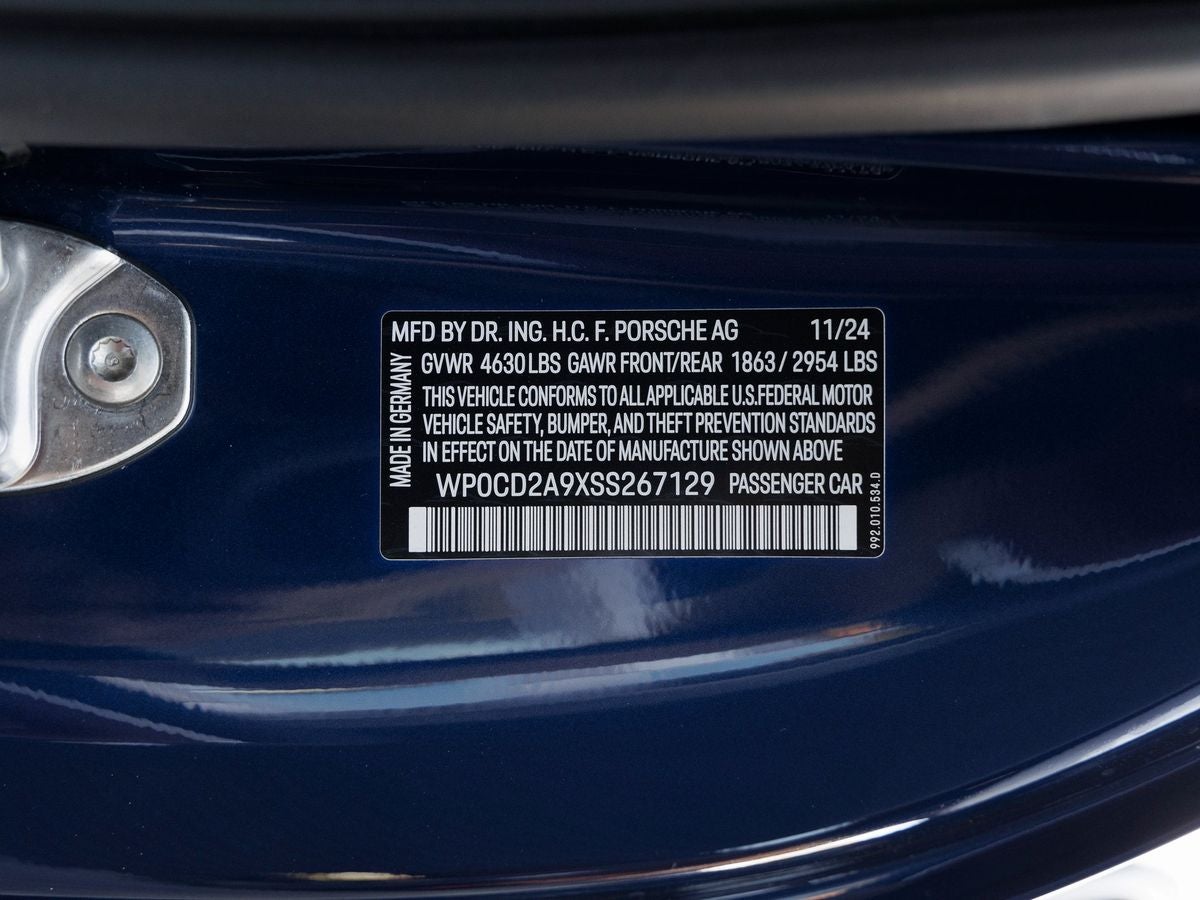 MFD BY DR. ING. H.C. F. PORSCHE AG 11/24
GVWR 4630 LBS GAWR FRONT/REAR 1863 / 2954 LBS
THIS VEHICLE CONFORMS TO ALL APPLICABLE U.S.FEDERAL MOTOR
VEHICLE SAFETY, BUMPER, AND THEFT PREVENTION STANDARDS
IN EFFECT ON THE DATE OF MANUFACTURE SHOWN ABOVE
WP0CD2A9XSS267129 PASSENGER CAR
MADE IN GERMANY
992.010.534.D